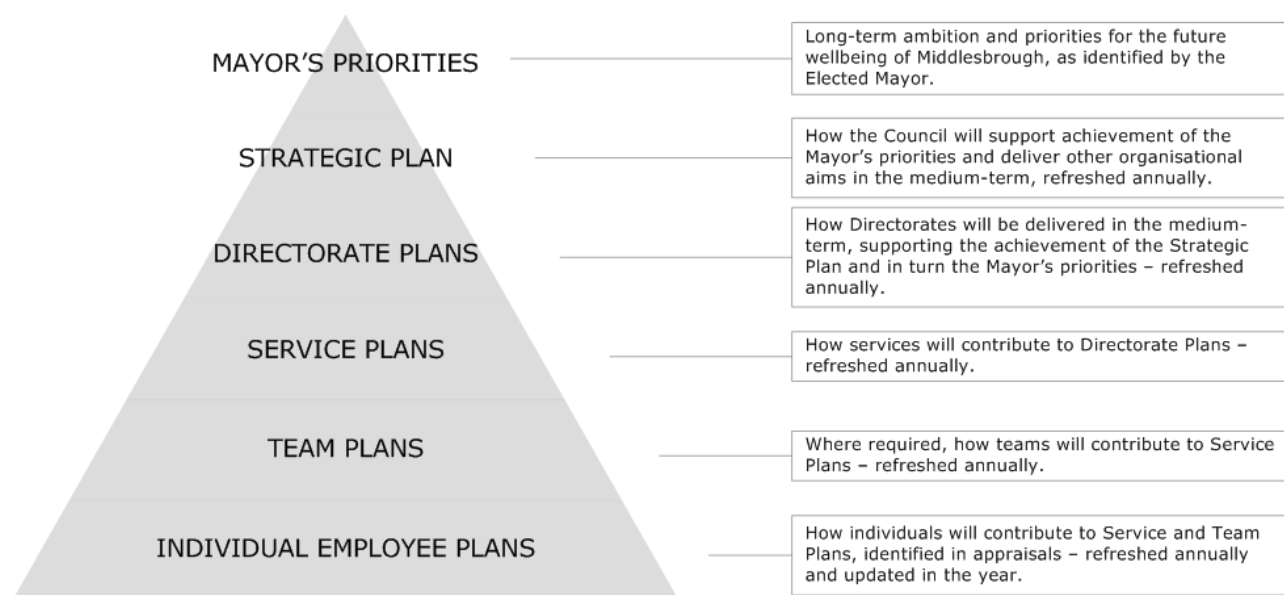 MAYOR'S PRIORITIES
Long-term ambition and priorities for the future
wellbeing of Middlesbrough, as identified by the
Elected Mayor.
STRATEGIC PLAN
How the Council will support achievement of the
Mayor's priorities and deliver other organisational
aims in the medium-term, refreshed annually.
DIRECTORATE PLANS
How Directorates will be delivered in the medium-
term, supporting the achievement of the Strategic
Plan and in turn the Mayor's priorities – refreshed
annually.
SERVICE PLANS
How services will contribute to Directorate Plans –
refreshed annually.
TEAM PLANS
Where required, how teams will contribute to Service
Plans – refreshed annually.
INDIVIDUAL EMPLOYEE PLANS
How individuals will contribute to Service and Team
Plans, identified in appraisals – refreshed annually
and updated in the year.